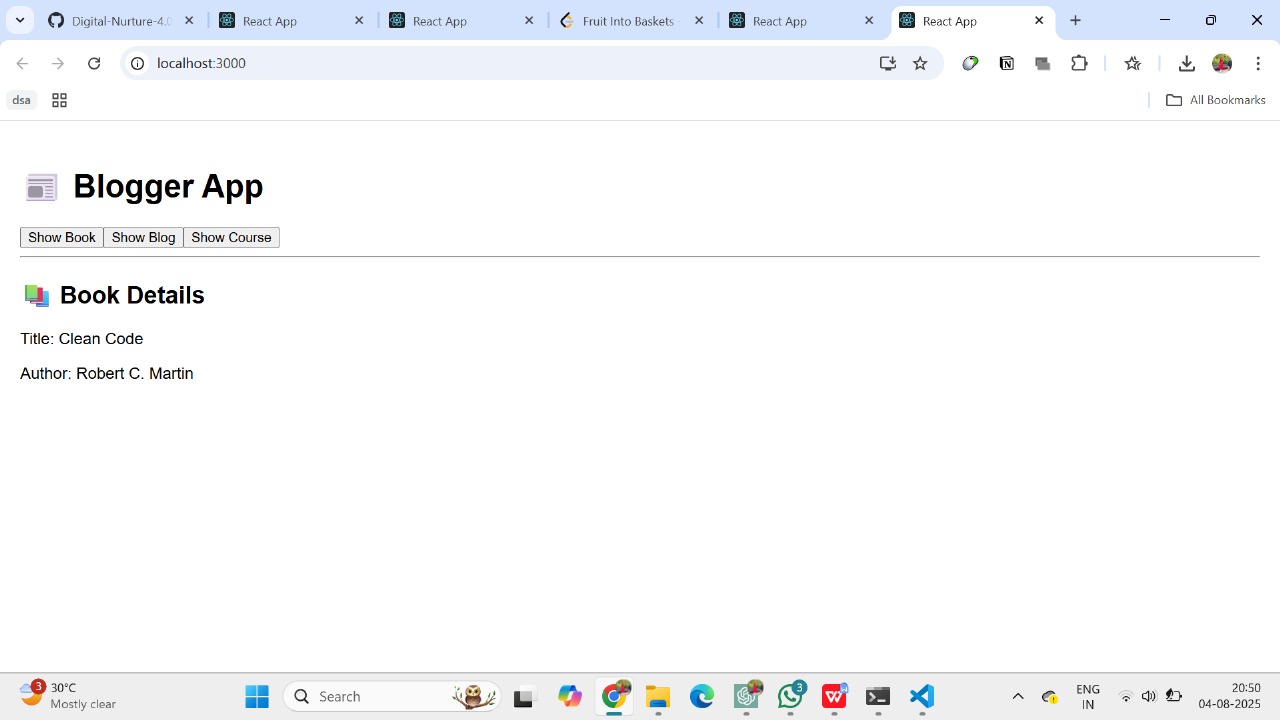 Digital-Nurture-4.0
React App
React App
Fruit Into Baskets -
React App
React App
localhost:3000
dsa
All Bookmarks
Blogger App
Show Book
Show Blog
Show Course
Book Details
Title: Clean Code
Author: Robert C. Martin
3
30°C
Mostly clear
Search
3
ENG
IN
20:50
04-08-2025